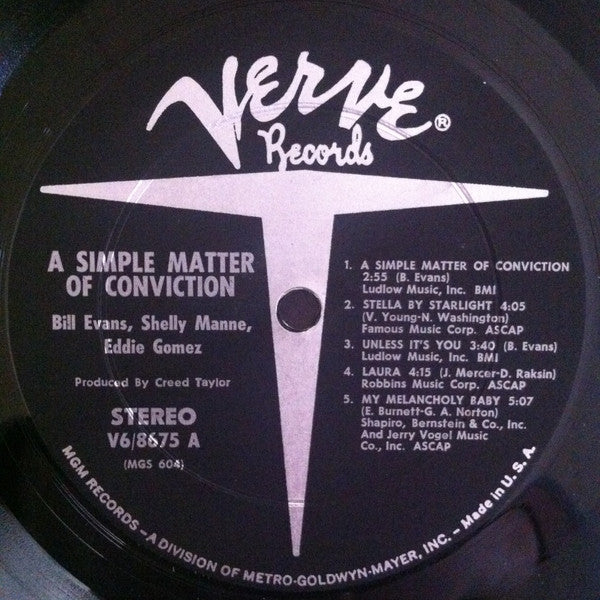 Verve®
Records
A SIMPLE MATTER
OF CONVICTION
Bill Evans, Shelly Manne,
Eddie Gomez
Produced By Creed Taylor
STEREO
V6/8675 A
(MGS 604)
1. A SIMPLE MATTER OF CONVICTION
2:55 (B. Evans)
Ludlow Music, Inc. BMI
2. STELLA BY STARLIGHT 4:05
(V. Young-N. Washington)
Famous Music Corp. ASCAP
3. UNLESS IT'S YOU 3:40 (B. Evans)
Ludlow Music, Inc. BMI
4. LAURA 4:15 (J. Mercer-D. Raksin)
Robbins Music Corp. ASCAP
5. MY MELANCHOLY BABY 5:07
(E. Burnett-G. A. Norton)
Shapiro, Bernstein & Co., Inc.
And Jerry Vogel Music
Co., Inc. ASCAP
MGM RECORDS – A DIVISION OF METRO-GOLDWYN-MAYER, INC. – Made in U. S. A.